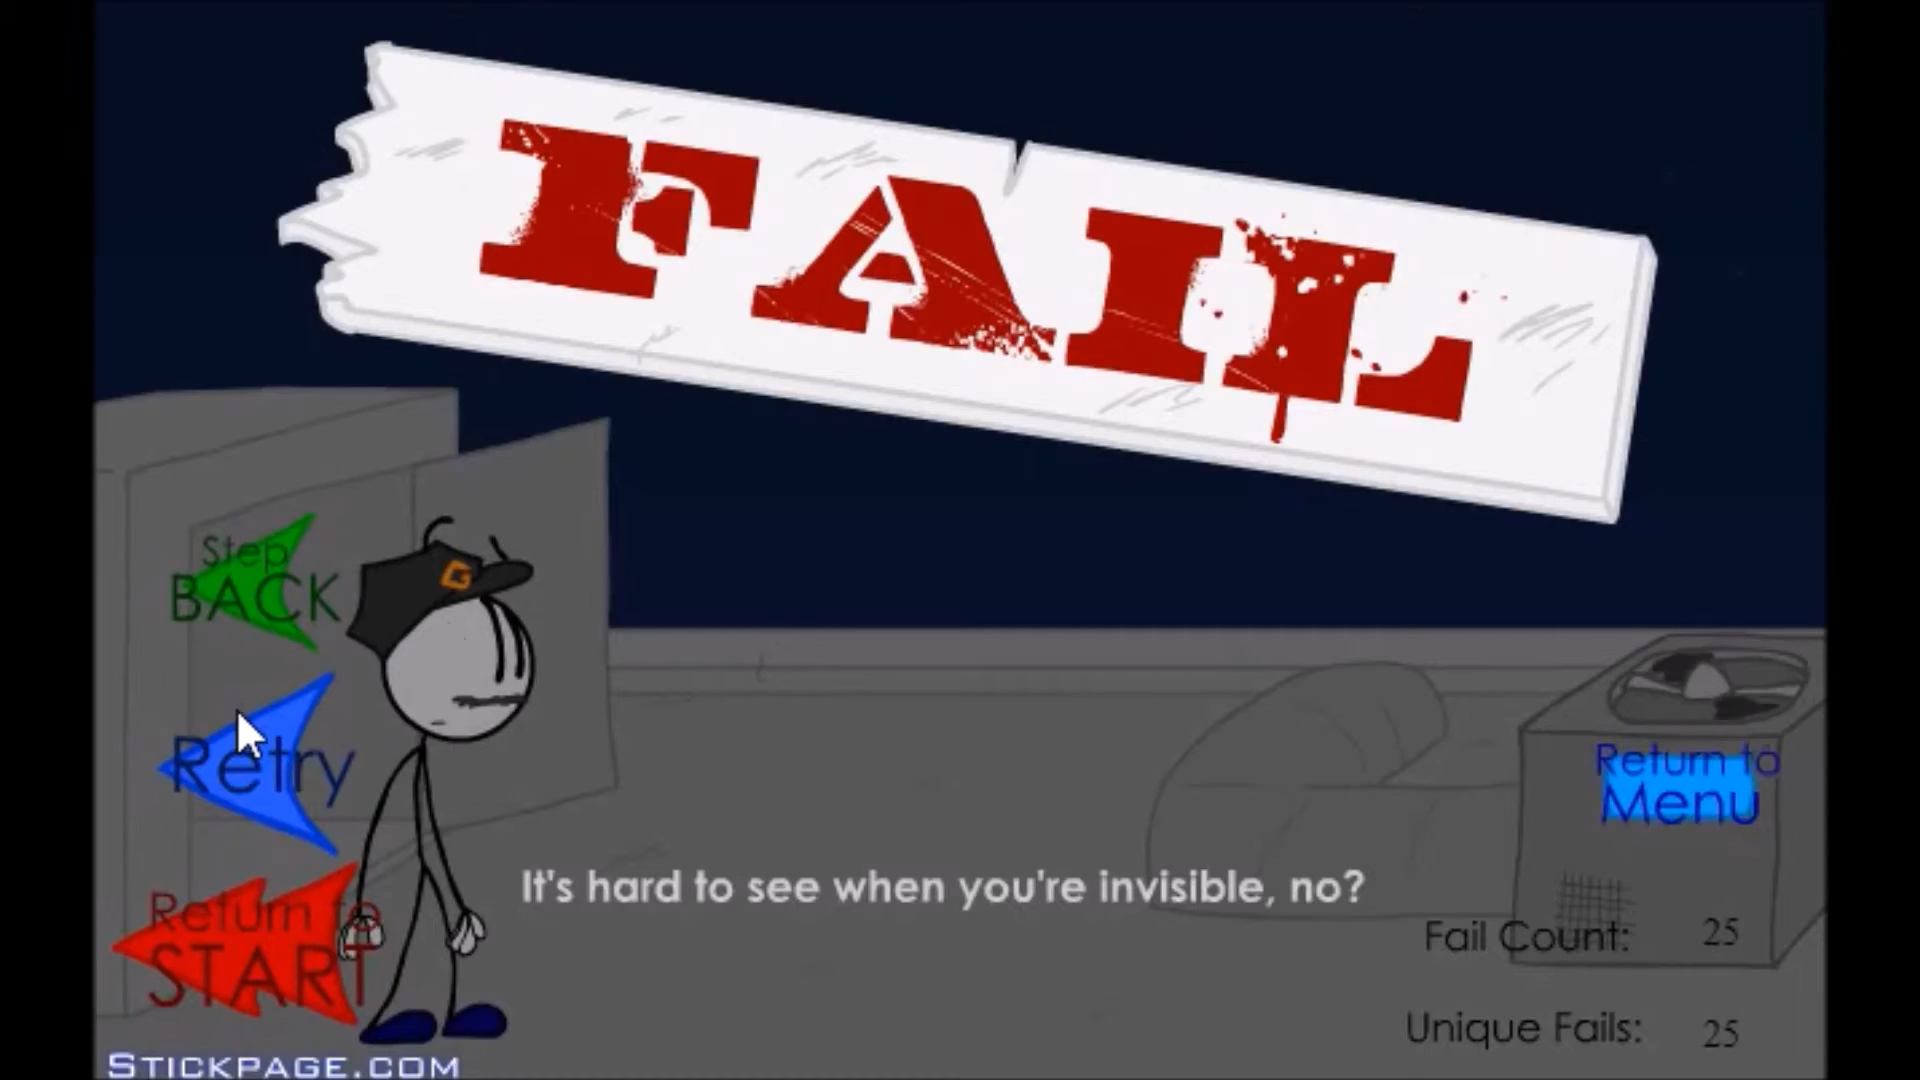 FAIL
Step
BACK
G
Retry
Return to
Menu
It's hard to see when you're invisible, no?
Return to
START
Fail Count: 25
Unique Fails: 25
STICKPAGE.COM